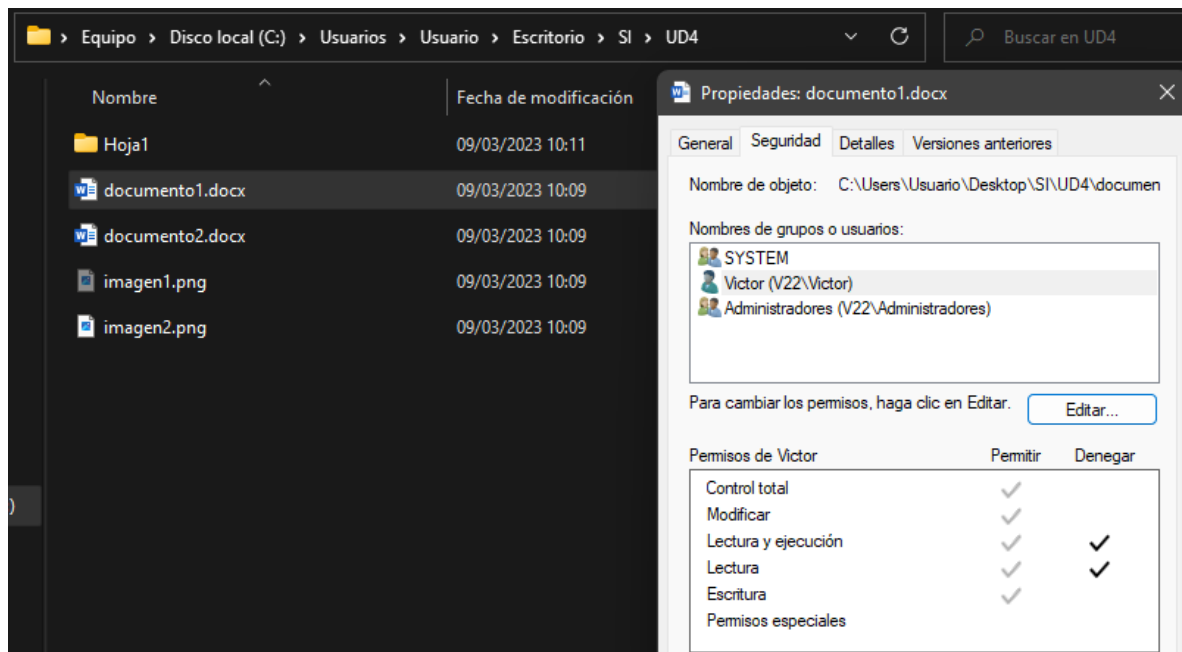 Equipo > Disco local (C:) > Usuarios > Usuario > Escritorio > SI > UD4
Buscar en UD4
Nombre
Fecha de modificación
Hoja1 09/03/2023 10:11
documento1.docx 09/03/2023 10:09
documento2.docx 09/03/2023 10:09
imagen1.png 09/03/2023 10:09
imagen2.png 09/03/2023 10:09
)
Propiedades: documento1.docx
General Seguridad Detalles Versiones anteriores
Nombre de objeto: C:\Users\Usuario\Desktop\SI\UD4\documen
Nombres de grupos o usuarios:
SYSTEM
Victor (V22\Victor)
Administradores (V22\Administradores)
Para cambiar los permisos, haga clic en Editar.
Editar...
Permisos de Victor Permitir Denegar
Control total
Modificar
Lectura y ejecución
Lectura
Escritura
Permisos especiales